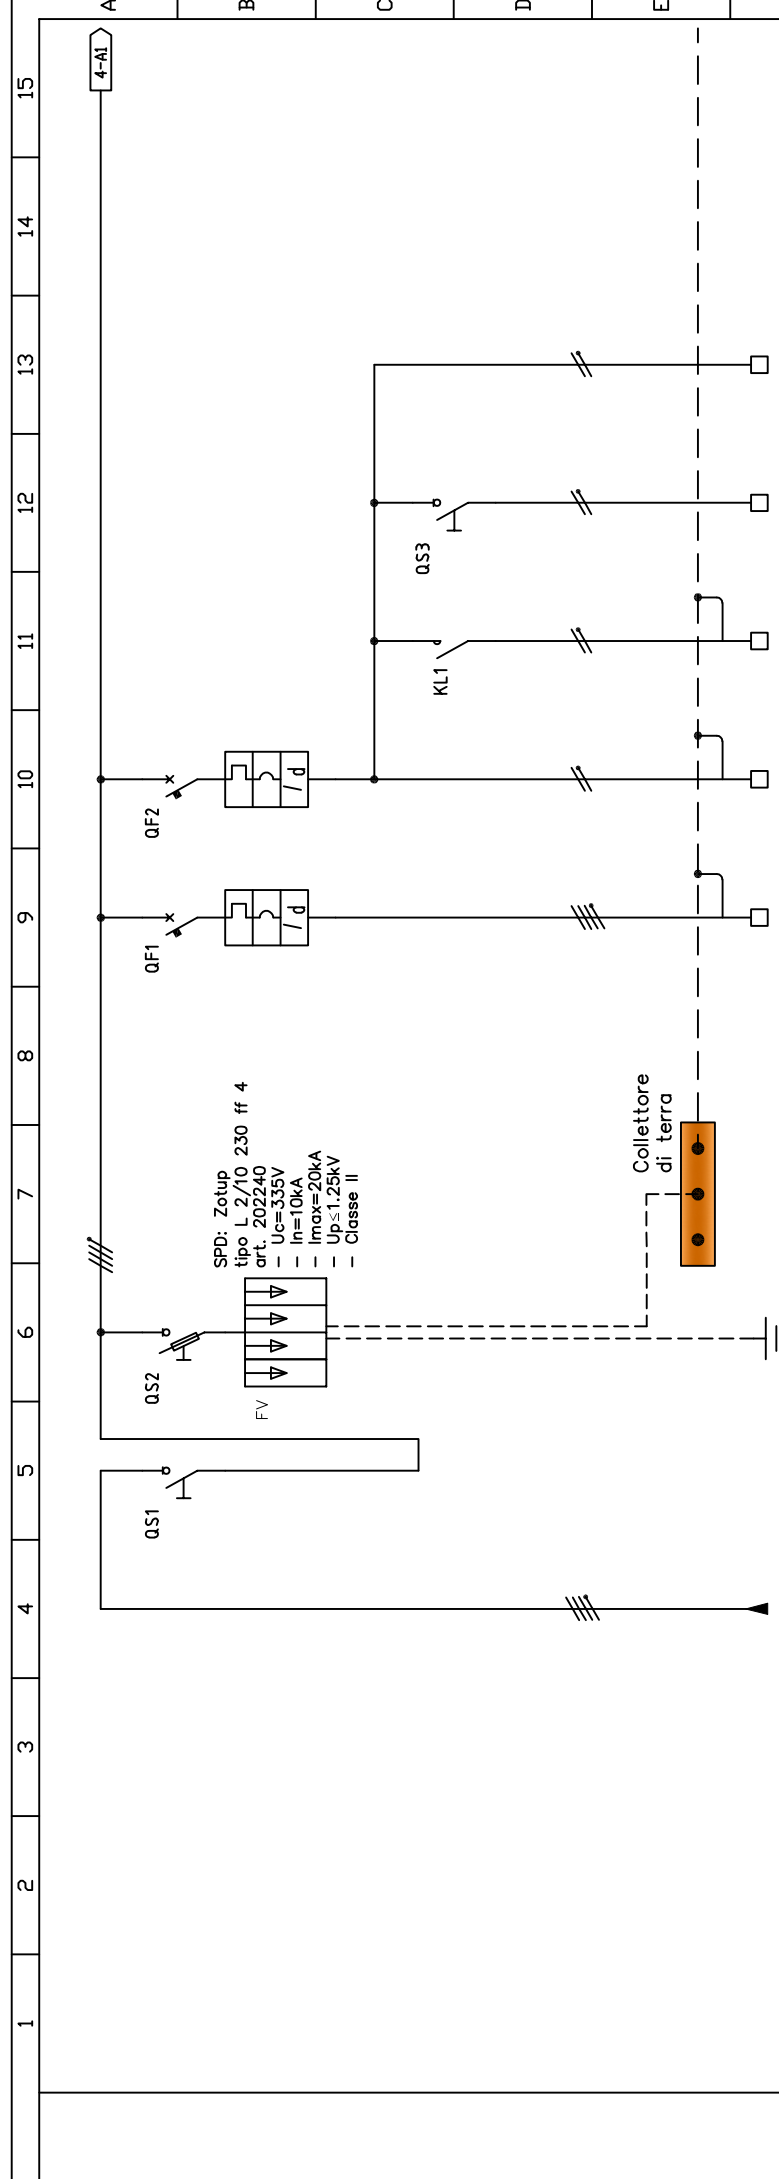 1
2
3
4
5
6
7
8
9
10
11
12
13
14
15
A
B
C
D
E
4-A1
QS1
QS2
FV
SPD: Zotup
tipo L 2/10 230 ff 4
art. 202240
- Uc=335V
- In=10kA
- Imax=20kA
- Up≤1.25kV
- Classe II
QF1
I d
QF2
I d
KL1
QS3
Collettore
di terra